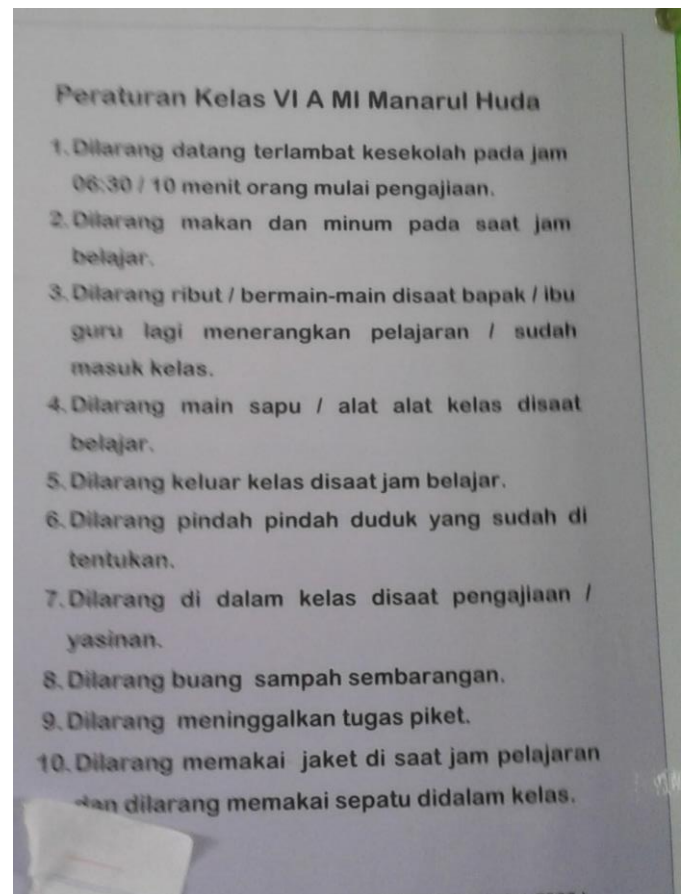 Peraturan Kelas VI A MI Manarul Huda
1. Dilarang datang terlambat kesekolah pada jam
06:30 / 10 menit orang mulai pengajiaan.
2. Dilarang makan dan minum pada saat jam
belajar.
3. Dilarang ribut / bermain-main disaat bapak / ibu
guru lagi menerangkan pelajaran / sudah
masuk kelas.
4. Dilarang main sapu / alat alat kelas disaat
belajar.
5. Dilarang keluar kelas disaat jam belajar.
6. Dilarang pindah pindah duduk yang sudah di
tentukan.
7. Dilarang di dalam kelas disaat pengajiaan /
yasinan.
8. Dilarang buang sampah sembarangan.
9. Dilarang meninggalkan tugas piket.
10. Dilarang memakai jaket di saat jam pelajaran
dan dilarang memakai sepatu didalam kelas.